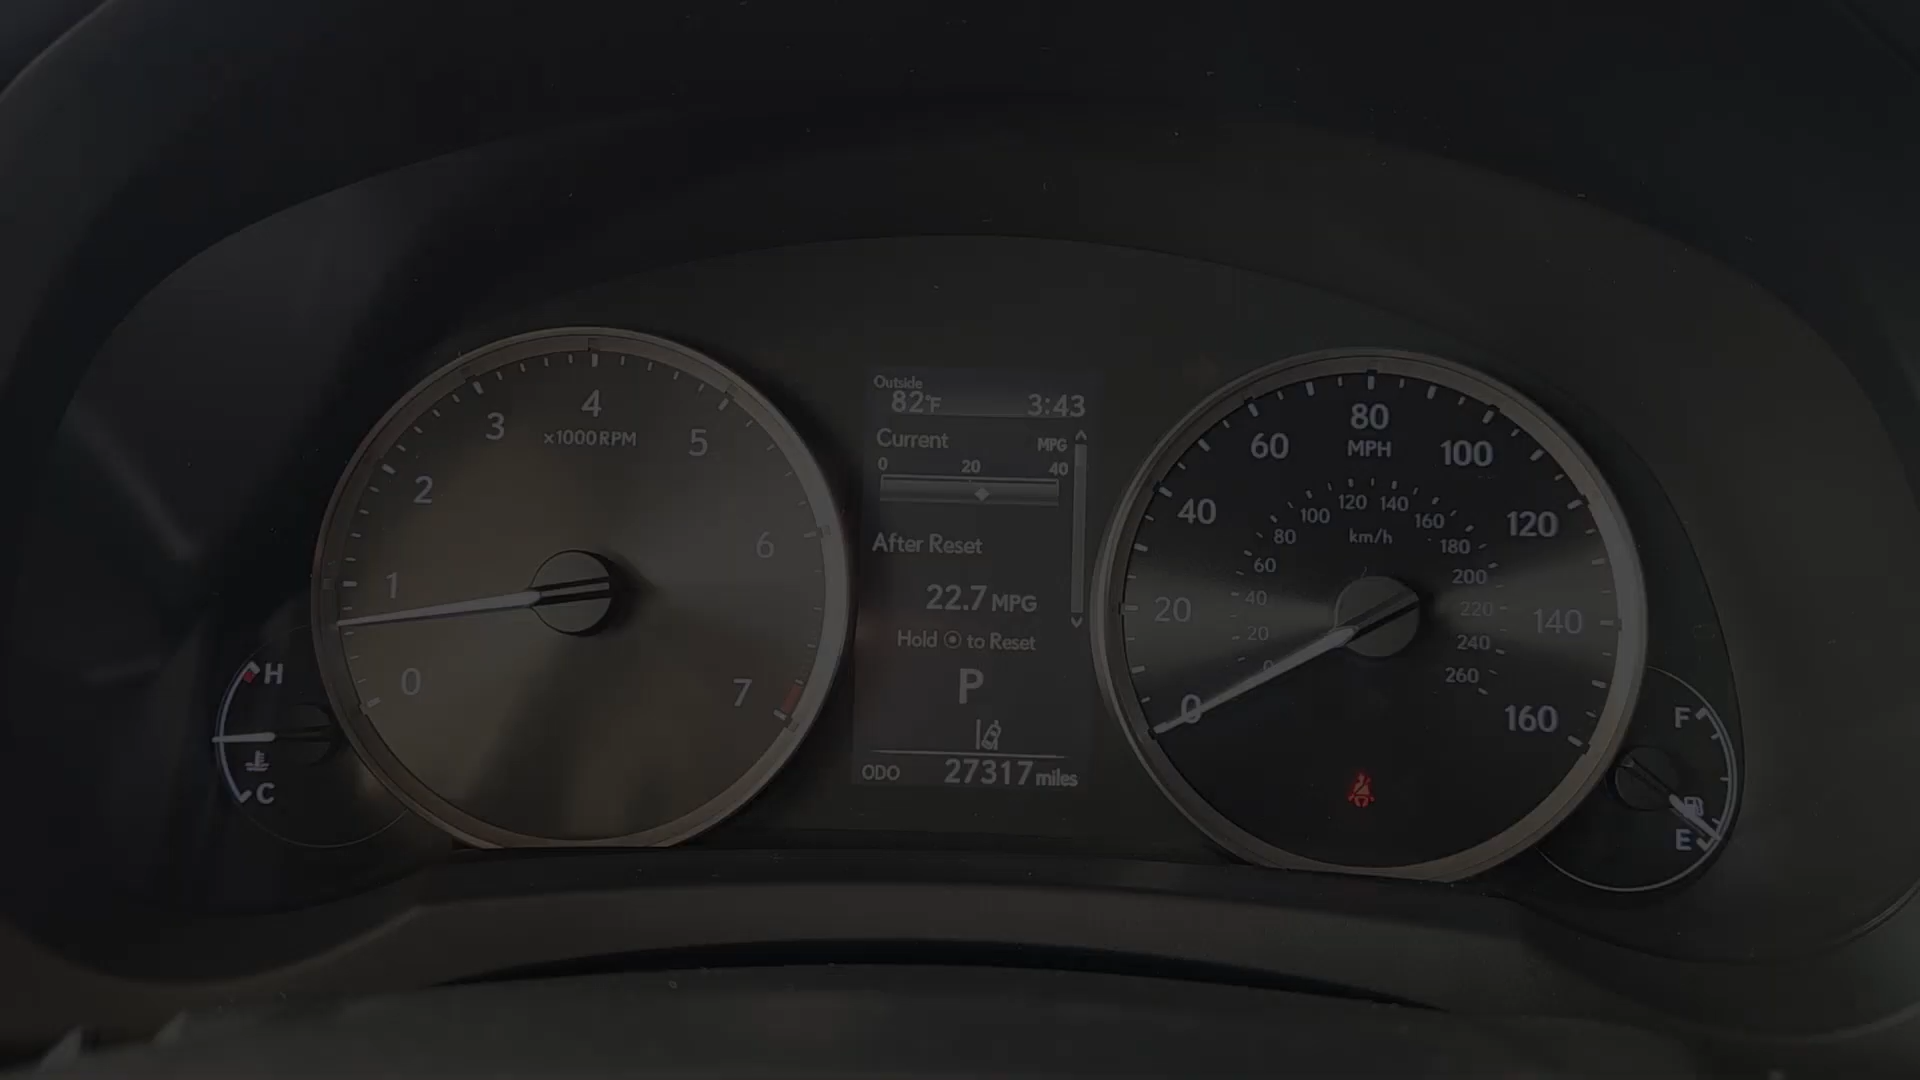 4
3
5
x1000RPM
2
6
1
0
7
H
C
Outside
82°F 3:43
Current MPG
0 20 40
After Reset
22.7 MPG
Hold to Reset
P
ODO 27317 miles
80
MPH
60
100
40
120
20
140
0
160
120 140
100 160
km/h
80 180
60 200
40 220
20 240
0 260
F
E